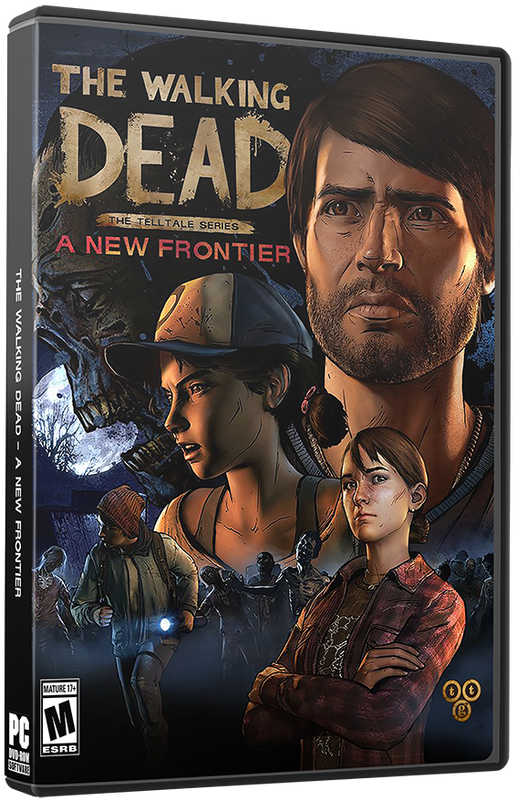 THE WALKING
DEAD
THE TELLTALE SERIES
A NEW FRONTIER
THE WALKING DEAD - A NEW FRONTIER
t t
g
MATURE 17+
M
ESRB
PC
DVD-ROM
SOFTWARE